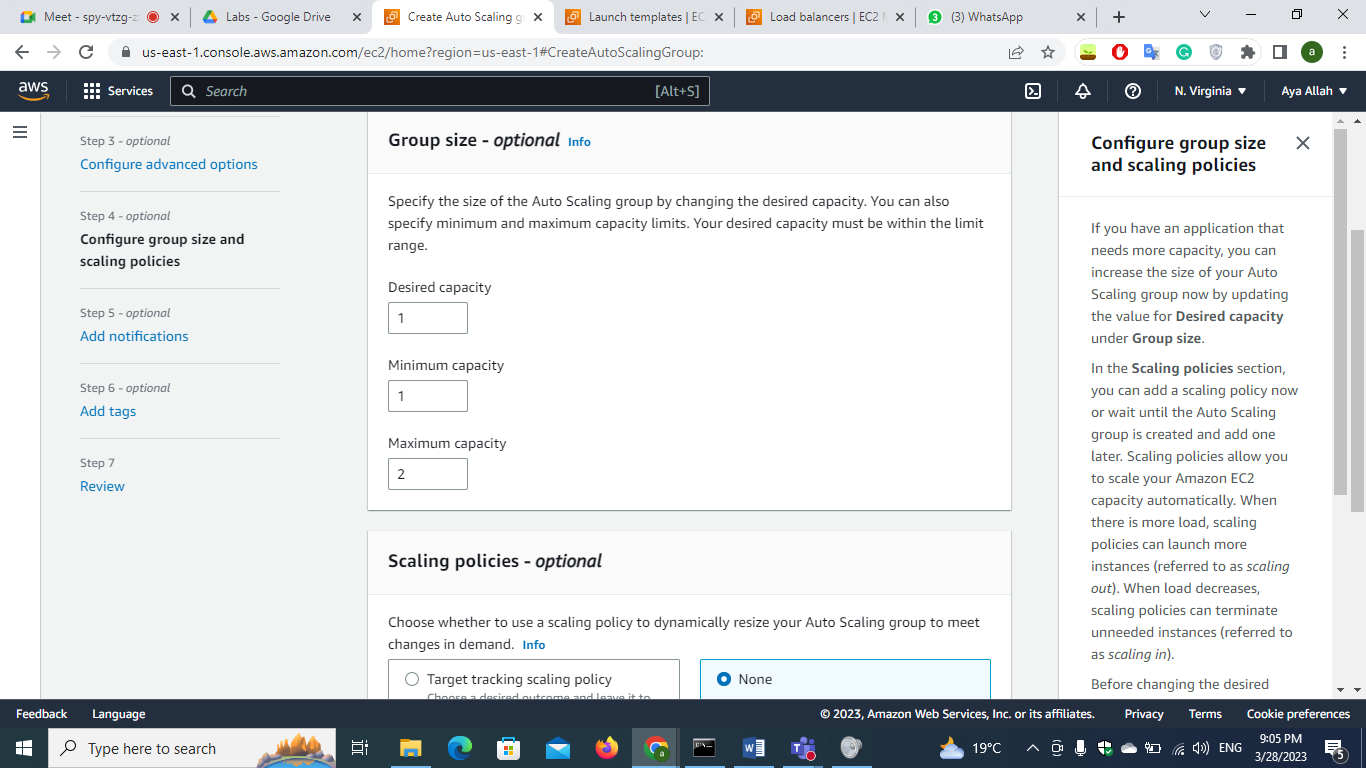 Meet - spy-vtzg-z
Labs - Google Drive
Create Auto Scaling g
Launch templates | EC
Load balancers | EC2 M
(3) WhatsApp
us-east-1.console.aws.amazon.com/ec2/home?region=us-east-1#CreateAutoScalingGroup:
a
aws
Services
Search
[Alt+S]
N. Virginia
Aya Allah
Step 3 - optional
Configure advanced options
Step 4 - optional
Configure group size and
scaling policies
Step 5 - optional
Add notifications
Step 6 - optional
Add tags
Step 7
Review
Group size - optional Info
Specify the size of the Auto Scaling group by changing the desired capacity. You can also
specify minimum and maximum capacity limits. Your desired capacity must be within the limit
range.
Desired capacity
1
Minimum capacity
1
Maximum capacity
2
Scaling policies - optional
Choose whether to use a scaling policy to dynamically resize your Auto Scaling group to meet
changes in demand. Info
Target tracking scaling policy
Choose a desired outcome and leave it to
None
Configure group size
and scaling policies
If you have an application that
needs more capacity, you can
increase the size of your Auto
Scaling group now by updating
the value for Desired capacity
under Group size.
In the Scaling policies section,
you can add a scaling policy now
or wait until the Auto Scaling
group is created and add one
later. Scaling policies allow you
to scale your Amazon EC2
capacity automatically. When
there is more load, scaling
policies can launch more
instances (referred to as scaling
out). When load decreases,
scaling policies can terminate
unneeded instances (referred to
as scaling in).
Before changing the desired
Feedback
Language
© 2023, Amazon Web Services, Inc. or its affiliates.
Privacy
Terms
Cookie preferences
Type here to search
19°C
ENG
9:05 PM
3/28/2023
5